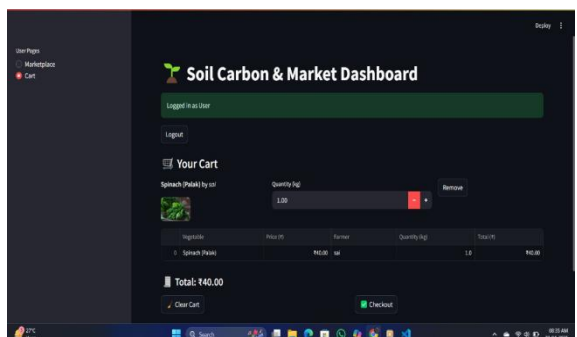 Deploy
User Pages
Marketplace
Cart
Soil Carbon & Market Dashboard
Logged in as User
Logout
Your Cart
Spinach (Palak) by sai
Quantity (kg)
1.00
Remove
Vegetable Price (₹) Farmer Quantity (kg) Total (₹)
0 Spinach (Palak) ₹40.00 sai 1.0 ₹40.00
Total: ₹40.00
Clear Cart
Checkout
27°C
Search
00:35 AM